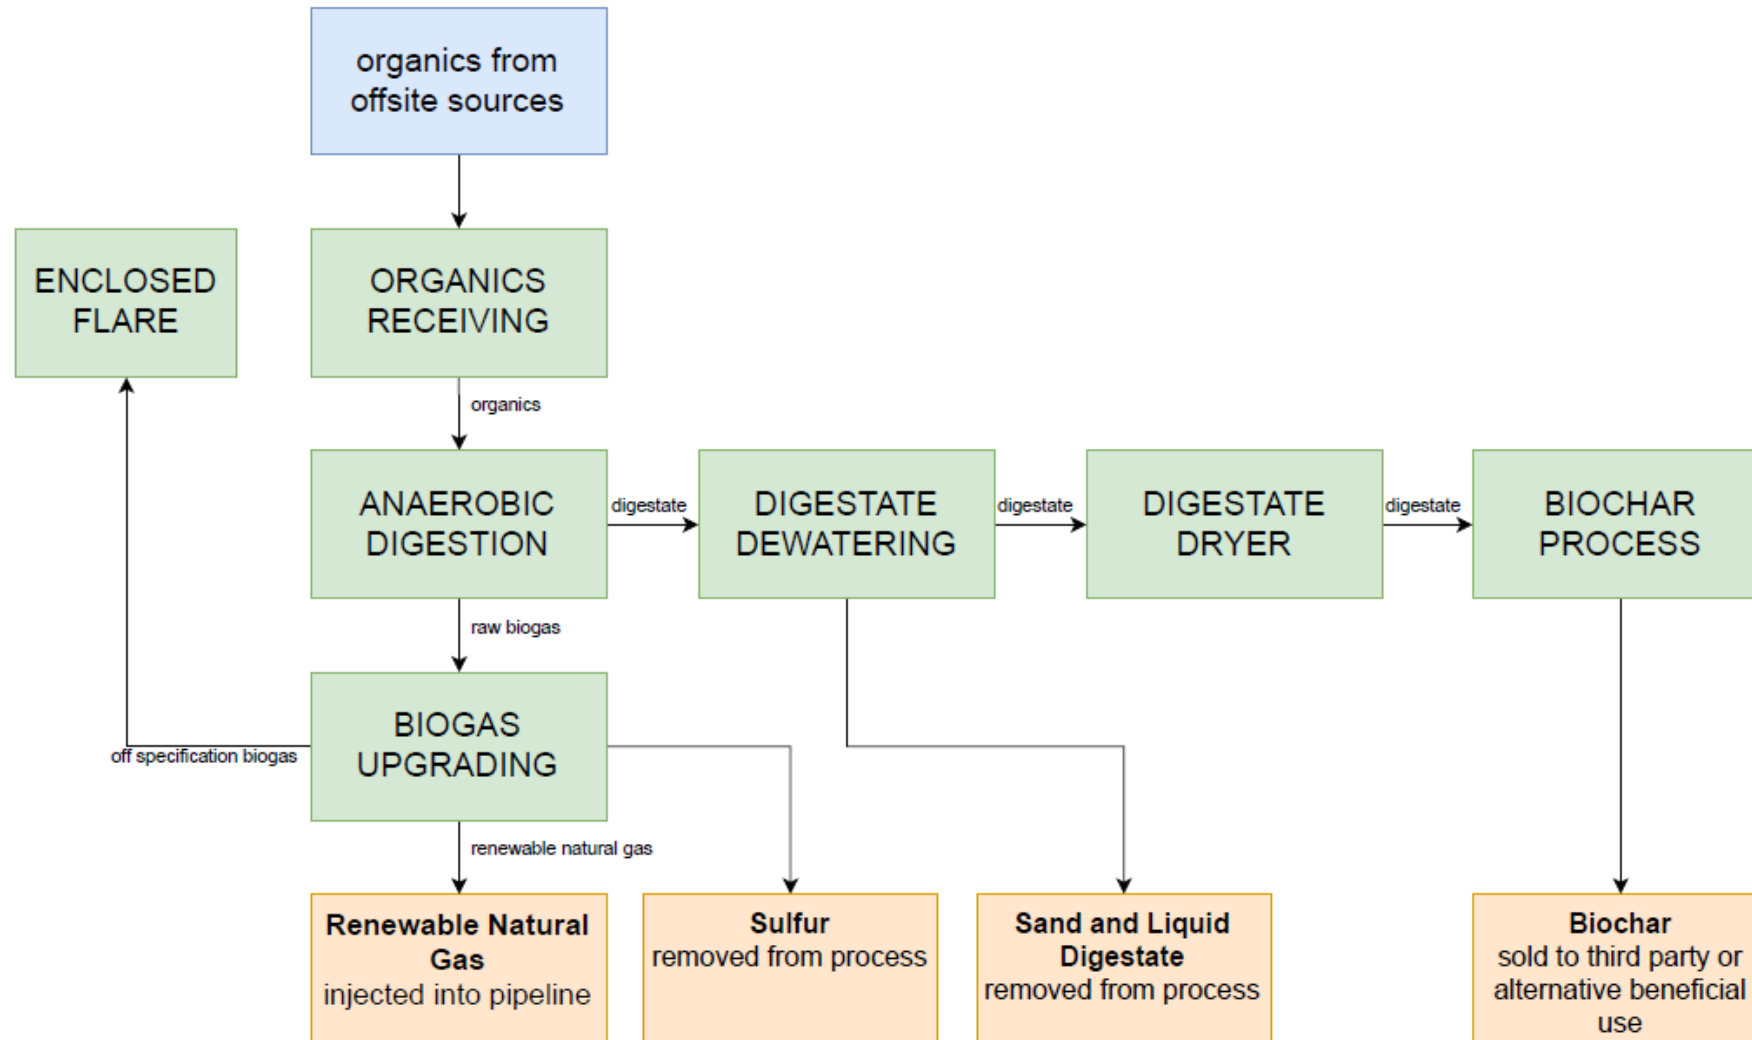 organics from
offsite sources
ENCLOSED
FLARE
ORGANICS
RECEIVING
organics
ANAEROBIC
DIGESTION
digestate
DIGESTATE
DEWATERING
digestate
DIGESTATE
DRYER
digestate
BIOCHAR
PROCESS
raw biogas
BIOGAS
UPGRADING
off specification biogas
renewable natural gas
Renewable Natural
Gas
injected into pipeline
Sulfur
removed from process
Sand and Liquid
Digestate
removed from process
Biochar
sold to third party or
alternative beneficial
use